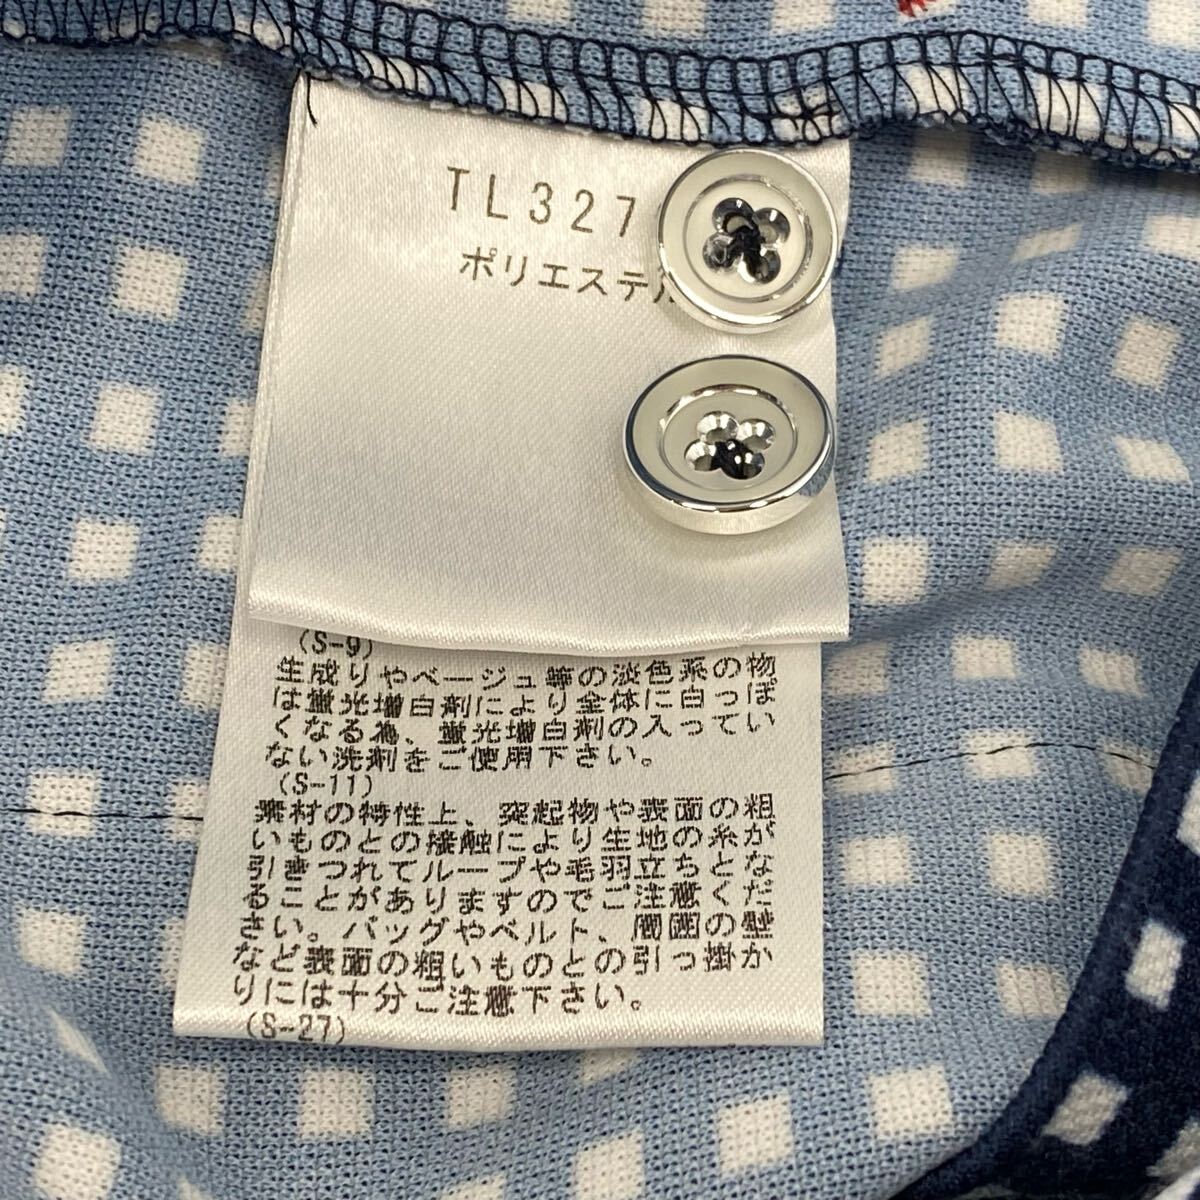 TL327
ポリエステル
(S-9)
生成りやベージュ等の淡色系の物
は蛍光増白剤により全体に白っぽ
くなる為、蛍光増白剤の入ってい
ない洗剤をご使用下さい。
(S-11)
素材の特性上、突起物や表面の粗
いものとの接触により生地の糸が
引きつれてループや毛羽立ちとな
ることがありますのでご注意くだ
さい。バッグやベルト、周囲の壁
など表面の粗いものとの引っ掛か
りには十分ご注意下さい。
(S-27)